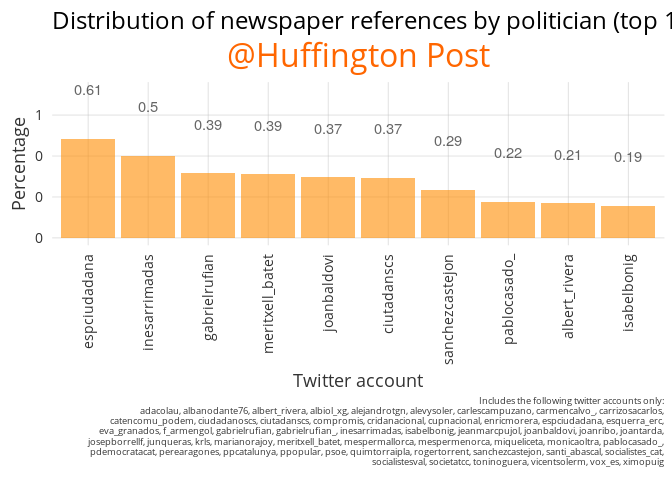 Distribution of newspaper references by politician (top 1
@Huffington Post
0.61
0.5
0.39
0.39
0.37
0.37
0.29
0.22
0.21
0.19
Percentage
1
0
0
0
espciudadana
inesarrimadas
gabrielrufian
meritxell_batet
joanbaldovi
ciutadanscs
sanchezcastejon
pablocasado_
albert_rivera
isabelbonig
Twitter account
Includes the following twitter accounts only:
adacolau, albanodante76, albert_rivera, albiol_xg, alejandrotgn, alevysoler, carlescampuzano, carmencalvo_, carrizosacarlos,
catencomu_podem, ciudadanoscs, ciutadanscs, compromis, cridanacional, cupnacional, enricmorera, espciudadana, esquerra_erc,
eva_granados, f_armengol, gabrielrufian, gabrielrufian_, inesarrimadas, isabelbonig, jeanmarcpujol, joanbaldovi, joanribo, joantarda,
josepborrellf, junqueras, krls, marianorajoy, meritxell_batet, mespermallorca, mespermenorca, miqueliceta, monicaoltra, pablocasado_,
pdemocratacat, perearagones, ppcatalunya, ppopular, psoe, quimtorraipla, rogertorrent, sanchezcastejon, santi_abascal, socialistes_cat,
socialistesval, societatcc, toninoguera, vicentsolerm, vox_es, ximopuig